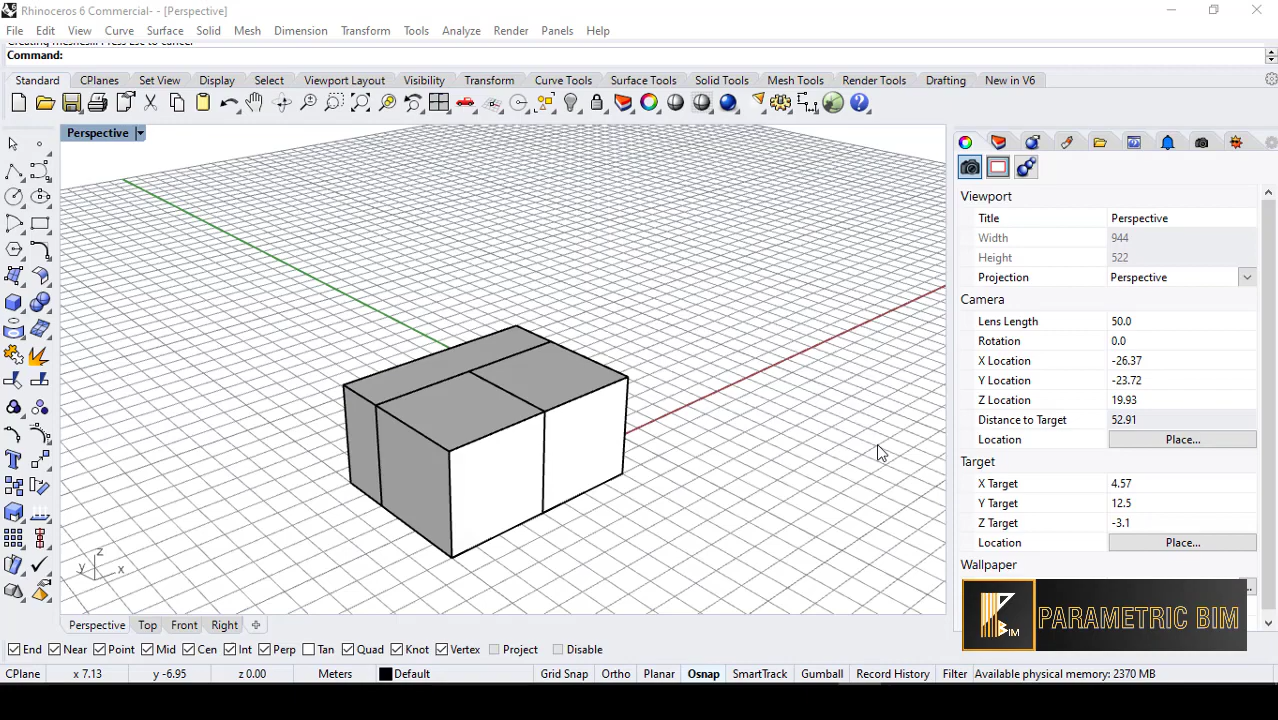 Rhinoceros 6 Commercial- - [Perspective]
File Edit View Curve Surface Solid Mesh Dimension Transform Tools Analyze Render Panels Help
Creating meshes... Press Esc to cancel
Command:
Standard CPlanes Set View Display Select Viewport Layout Visibility Transform Curve Tools Surface Tools Solid Tools Mesh Tools Render Tools Drafting New in V6
Perspective
Viewport
Title Perspective
Width 944
Height 522
Projection Perspective
Camera
Lens Length 50.0
Rotation 0.0
X Location -26.37
Y Location -23.72
Z Location 19.93
Distance to Target 52.91
Location Place...
Target
X Target 4.57
Y Target 12.5
Z Target -3.1
Location Place...
Wallpaper
...
z
y x
BIM
PARAMETRIC BIM
Perspective Top Front Right
End Near Point Mid Cen Int Perp Tan Quad Knot Vertex Project Disable
CPlane x 7.13 y -6.95 z 0.00 Meters Default Grid Snap Ortho Planar Osnap SmartTrack Gumball Record History Filter Available physical memory: 2370 MB